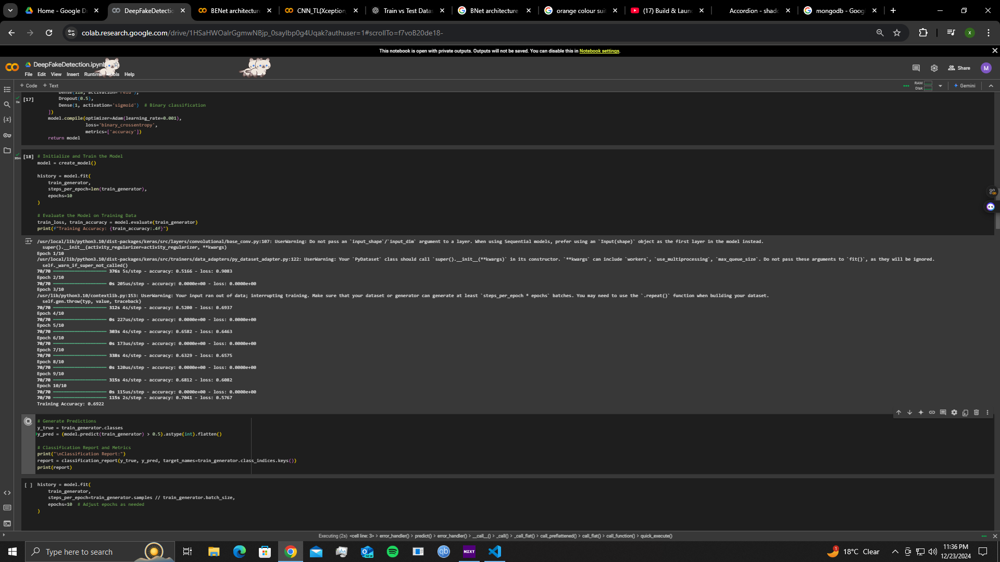 Home - Google D
DeepFakeDetectio
BENet architecture
CNN_TL(Xception_
Train vs Test Datas
BNet architecture
orange colour suit
(17) Build & Laun
Accordion - shad
mongodb - Googl
colab.research.google.com/drive/1HSaHWOalrGgmwNBjp_0saylbp0g4Uqak?authuser=1#scrollTo=f7voB20de18-
x
This notebook is open with private outputs. Outputs will not be saved. You can disable this in Notebook settings.
CO
DeepFakeDetection.ipynb
File Edit View Insert Runtime Tools Help
Share
M
+ Code + Text
RAM
Disk
Gemini
[17]
0s
Dense(128, activation='relu'),
Dropout(0.5),
Dense(1, activation='sigmoid')  # Binary classification
])
model.compile(optimizer=Adam(learning_rate=0.001),
loss='binary_crossentropy',
metrics=['accuracy'])
return model
[18]
# Initialize and Train the Model
model = create_model()
history = model.fit(
train_generator,
steps_per_epoch=len(train_generator),
epochs=10
)
# Evaluate the Model on Training Data
train_loss, train_accuracy = model.evaluate(train_generator)
print(f"Training Accuracy: {train_accuracy:.4f}")
/usr/local/lib/python3.10/dist-packages/keras/src/layers/convolutional/base_conv.py:107: UserWarning: Do not pass an `input_shape`/`input_dim` argument to a layer. When using Sequential models, prefer using an `Input(shape)` object as the first layer in the model instead.
super().__init__(activity_regularizer=activity_regularizer, **kwargs)
Epoch 1/10
/usr/local/lib/python3.10/dist-packages/keras/src/trainers/data_adapters/py_dataset_adapter.py:122: UserWarning: Your `PyDataset` class should call `super().__init__(**kwargs)` in its constructor. `**kwargs` can include `workers`, `use_multiprocessing`, `max_queue_size`. Do not pass these arguments to `fit()`, as they will be ignored.
self._warn_if_super_not_called()
70/70 376s 5s/step - accuracy: 0.5166 - loss: 0.9083
Epoch 2/10
70/70 0s 205us/step - accuracy: 0.0000e+00 - loss: 0.0000e+00
Epoch 3/10
/usr/lib/python3.10/contextlib.py:153: UserWarning: Your input ran out of data; interrupting training. Make sure that your dataset or generator can generate at least `steps_per_epoch * epochs` batches. You may need to use the `.repeat()` function when building your dataset.
self.gen.throw(typ, value, traceback)
70/70 312s 4s/step - accuracy: 0.5200 - loss: 0.6937
Epoch 4/10
70/70 0s 227us/step - accuracy: 0.0000e+00 - loss: 0.0000e+00
Epoch 5/10
70/70 303s 4s/step - accuracy: 0.6582 - loss: 0.6463
Epoch 6/10
70/70 0s 173us/step - accuracy: 0.0000e+00 - loss: 0.0000e+00
Epoch 7/10
70/70 338s 4s/step - accuracy: 0.6329 - loss: 0.6575
Epoch 8/10
70/70 0s 120us/step - accuracy: 0.0000e+00 - loss: 0.0000e+00
Epoch 9/10
70/70 315s 4s/step - accuracy: 0.6812 - loss: 0.6082
Epoch 10/10
70/70 0s 115us/step - accuracy: 0.0000e+00 - loss: 0.0000e+00
70/70 115s 2s/step - accuracy: 0.7041 - loss: 0.5767
Training Accuracy: 0.6922
# Generate Predictions
y_true = train_generator.classes
y_pred = (model.predict(train_generator) > 0.5).astype(int).flatten()
# Classification Report and Metrics
print("\nClassification Report:")
report = classification_report(y_true, y_pred, target_names=train_generator.class_indices.keys())
print(report)
[ ]
history = model.fit(
train_generator,
steps_per_epoch=train_generator.samples // train_generator.batch_size,
epochs=10  # Adjust epochs as needed
)
Executing (2s) <cell line: 3> > error_handler() > predict() > error_handler() > __call__() > _call() > _call_flat() > call_preflattened() > call_flat() > call_function() > quick_execute()
Type here to search
NEW
qb
NZXT
1
18°C Clear
11:36 PM
12/23/2024